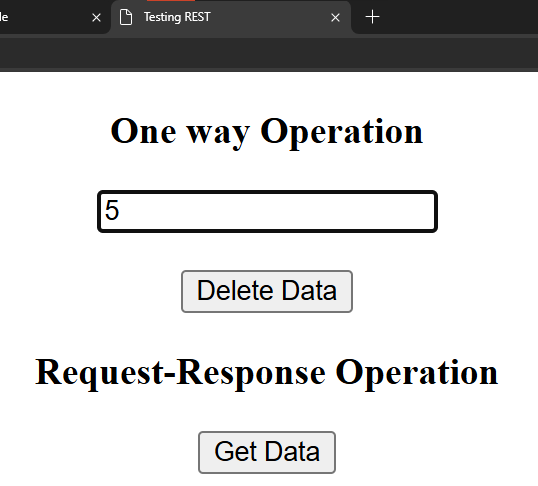 le
Testing REST
One way Operation
5
Delete Data
Request-Response Operation
Get Data